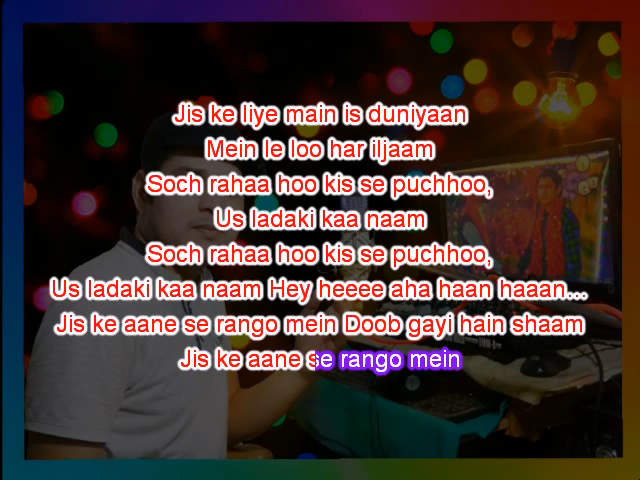 Jis ke liye main is duniyaan
Mein le loo har iljaam
Soch rahaa hoo kis se puchhoo,
Us ladaki kaa naam
Soch rahaa hoo kis se puchhoo,
Us ladaki kaa naam Hey heeee aha haan haaan...
Jis ke aane se rango mein Doob gayi hain shaam
Jis ke aane se rango mein